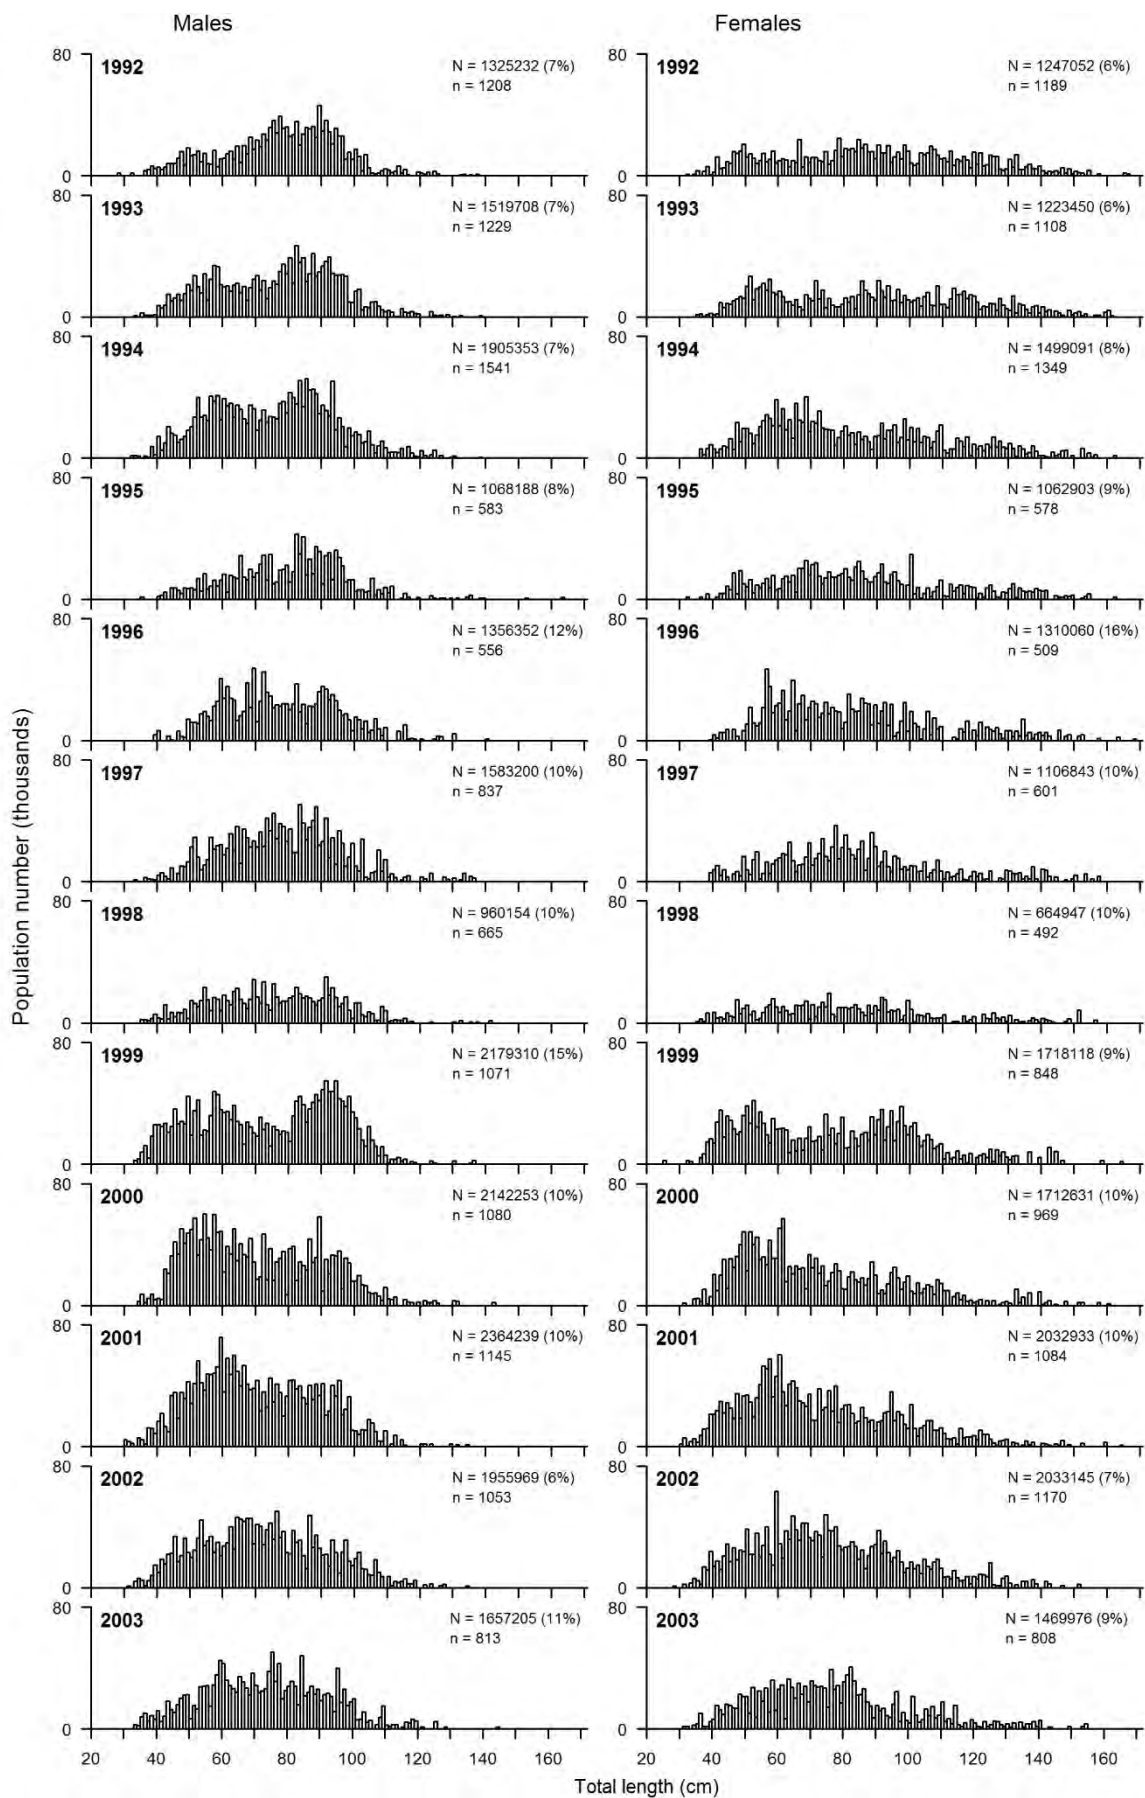 Males Females
80 1992 N = 1325232 (7%) 1992 N = 1247052 (6%)
n = 1208 n = 1189
0 0
80 1993 N = 1519708 (7%) 80 1993 N = 1223450 (6%)
n = 1229 n = 1108
0 0
80 1994 N = 1905353 (7%) 80 1994 N = 1499091 (8%)
n = 1541 n = 1349
0 0
80 1995 N = 1068188 (8%) 80 1995 N = 1062903 (9%)
n = 583 n = 578
0 0
80 1996 N = 1356352 (12%) 80 1996 N = 1310060 (16%)
n = 556 n = 509
0 0
80 1997 N = 1583200 (10%) 80 1997 N = 1106843 (10%)
n = 837 n = 601
0 0
80 1998 N = 960154 (10%) 80 1998 N = 664947 (10%)
n = 665 n = 492
0 0
80 1999 N = 2179310 (15%) 80 1999 N = 1718118 (9%)
n = 1071 n = 848
0 0
80 2000 N = 2142253 (10%) 80 2000 N = 1712631 (10%)
n = 1080 n = 969
0 0
80 2001 N = 2364239 (10%) 80 2001 N = 2032933 (10%)
n = 1145 n = 1084
0 0
80 2002 N = 1955969 (6%) 80 2002 N = 2033145 (7%)
n = 1053 n = 1170
0 0
80 2003 N = 1657205 (11%) 80 2003 N = 1469976 (9%)
n = 813 n = 808
0 0
20 40 60 80 100 120 140 160 20 40 60 80 100 120 140 160
Total length (cm)
Population number (thousands)